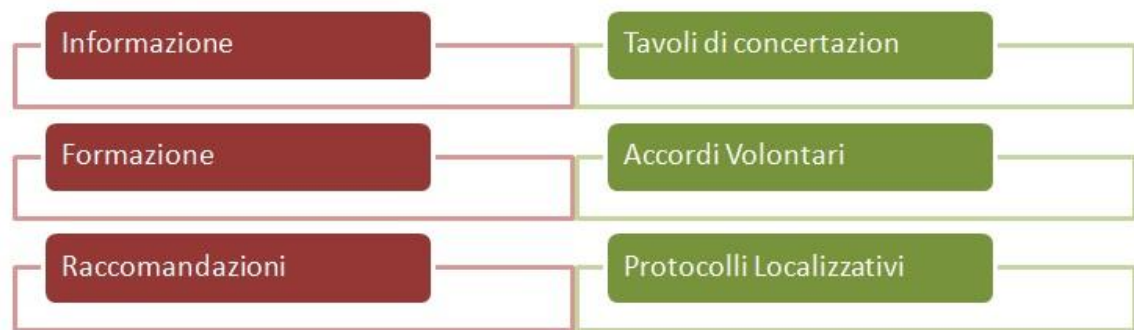 Informazione
Tavoli di concertazion
Formazione
Accordi Volontari
Raccomandazioni
Protocolli Localizzativi